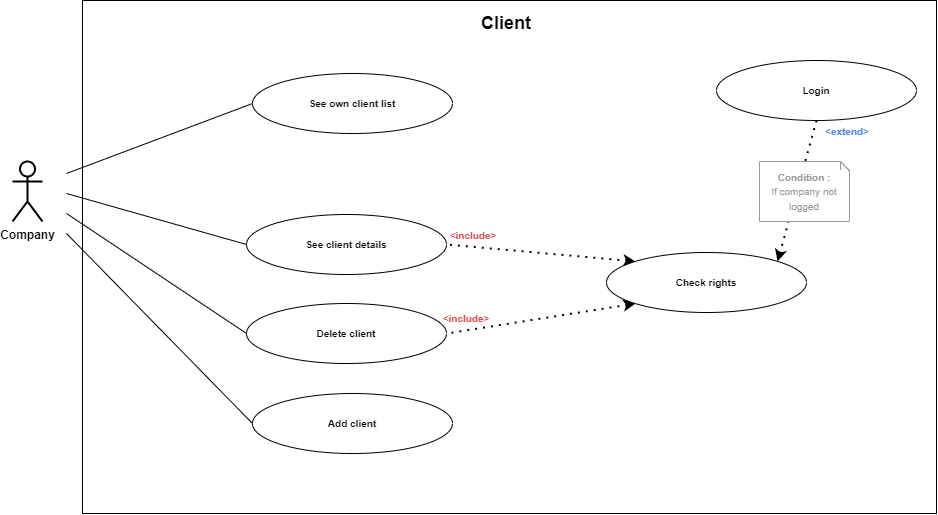 Client
See own client list
Login
<extend>
Condition :
If company not
logged
Company
See client details
<include>
Check rights
Delete client
<include>
Add client